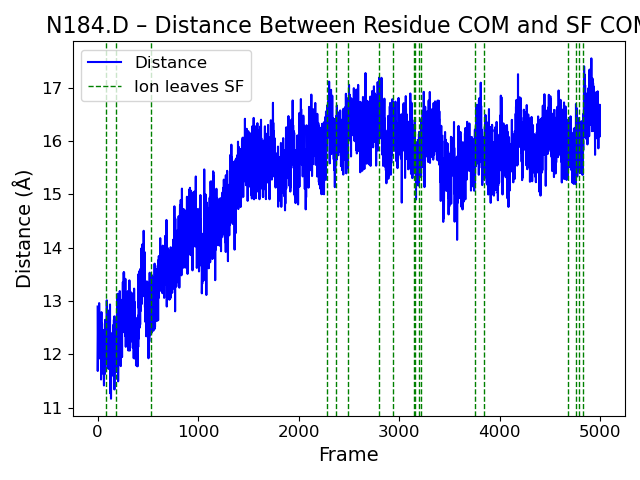 N184.D – Distance Between Residue COM and SF COM
Distance
Ion leaves SF
Distance (Å)
17
16
15
14
13
12
11
0 1000 2000 3000 4000 5000
Frame